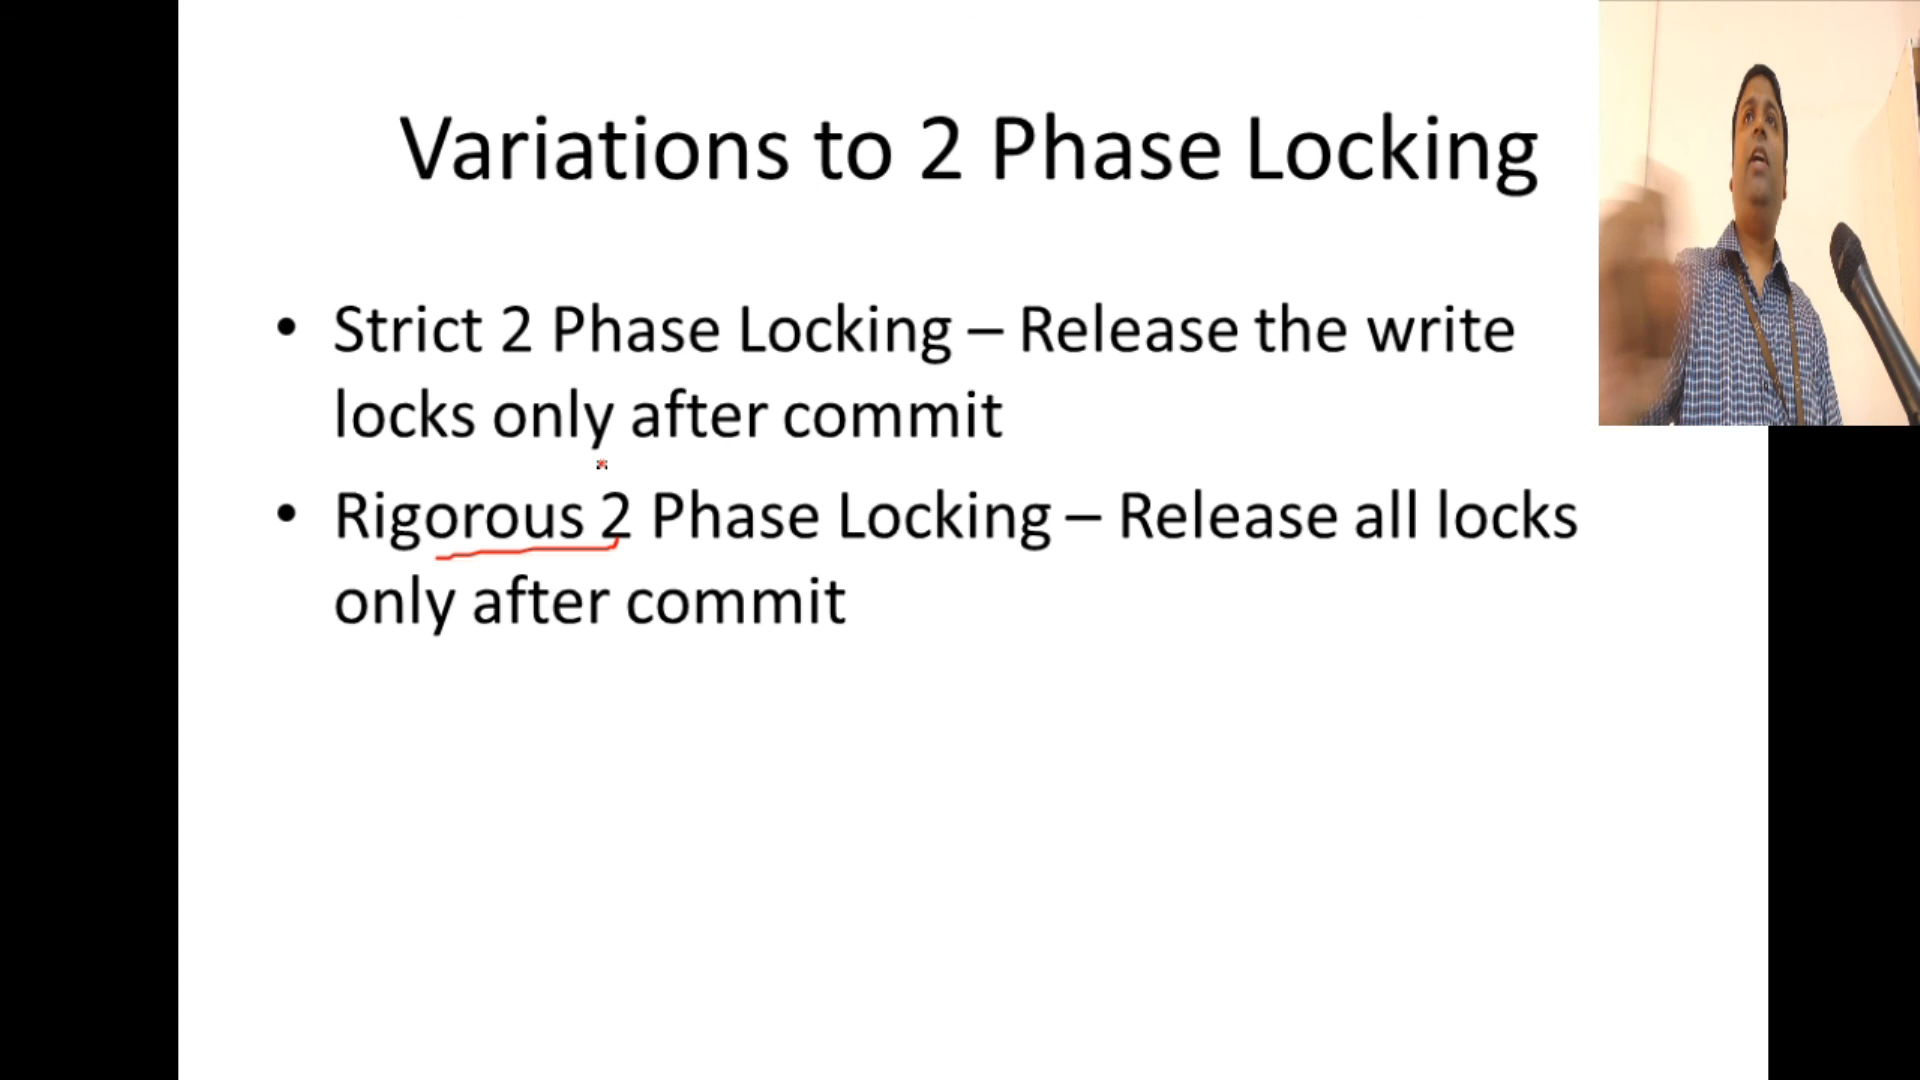 Variations to 2 Phase Locking
• Strict 2 Phase Locking – Release the write
locks only after commit
• Rigorous 2 Phase Locking – Release all locks
only after commit